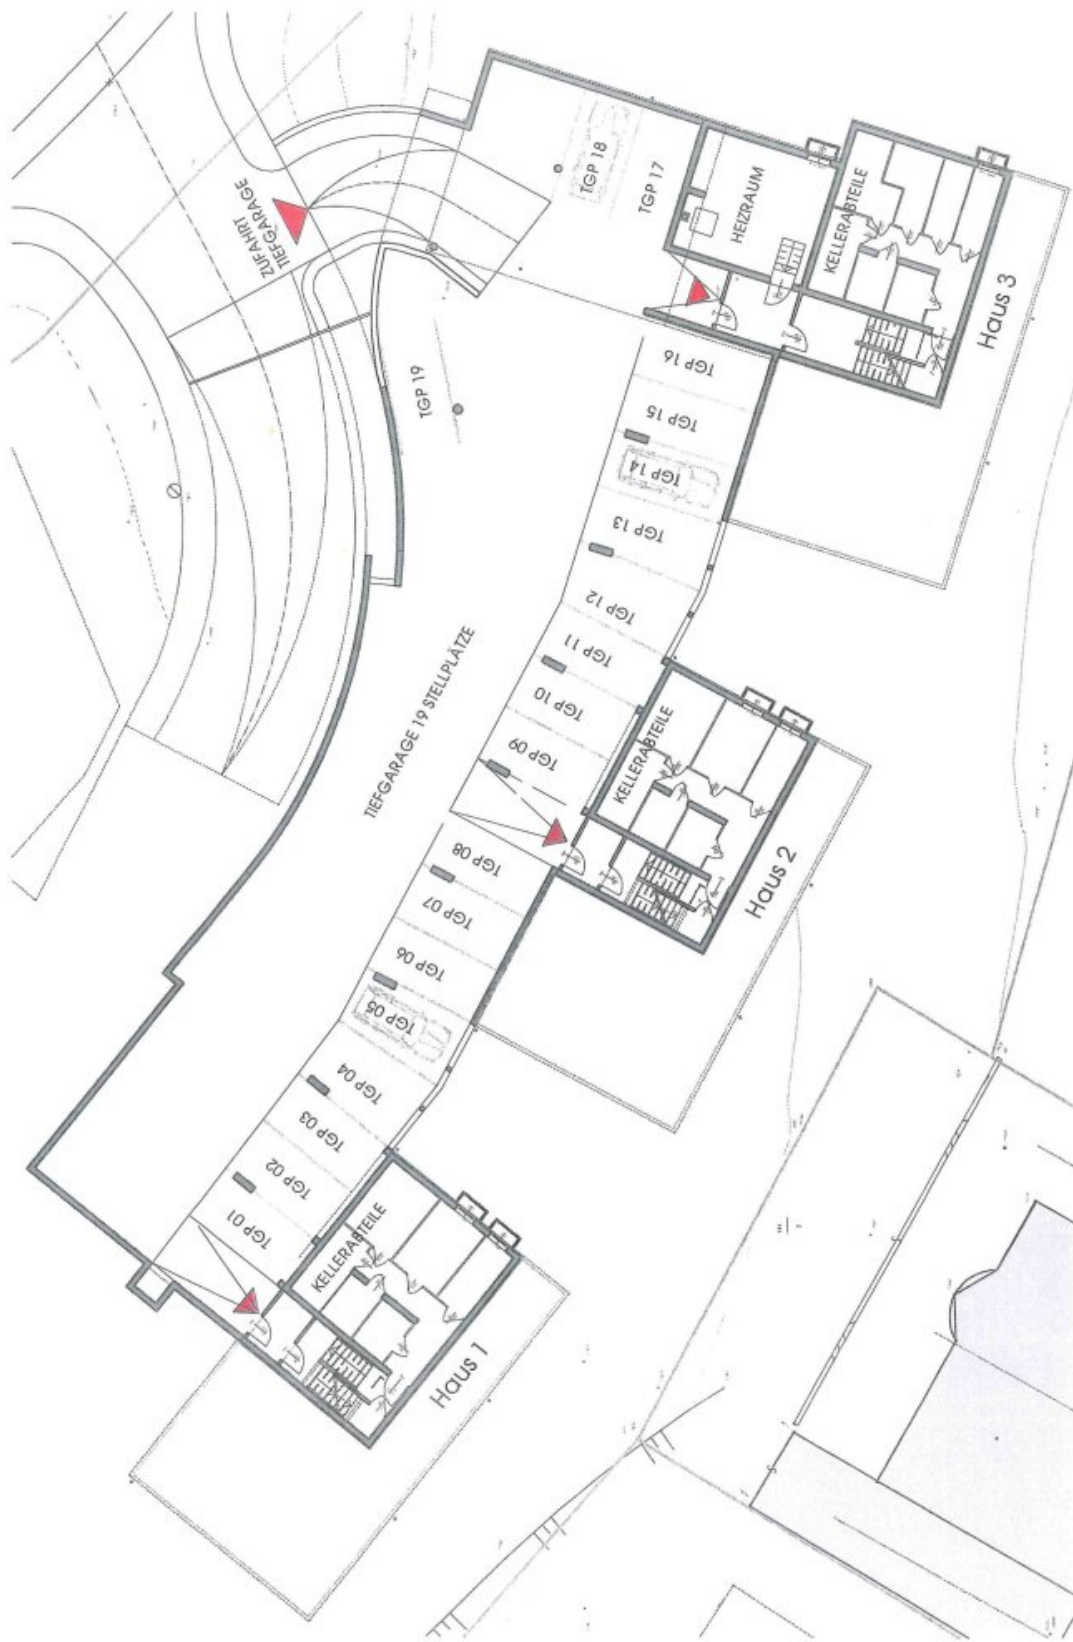 ZUFAHRT
TIEFGARAGE
TGP 18
TGP 17
HEIZRAUM
KELLERABTEILE
Haus 3
TGP 19
TGP 16
TGP 15
TGP 14
TGP 13
TGP 12
TGP 11
TGP 10
TGP 09
TIEFGARAGE 19 STELLPLÄTZE
KELLERABTEILE
Haus 2
TGP 08
TGP 07
TGP 06
TGP 05
TGP 04
TGP 03
TGP 02
TGP 01
KELLERABTEILE
Haus 1